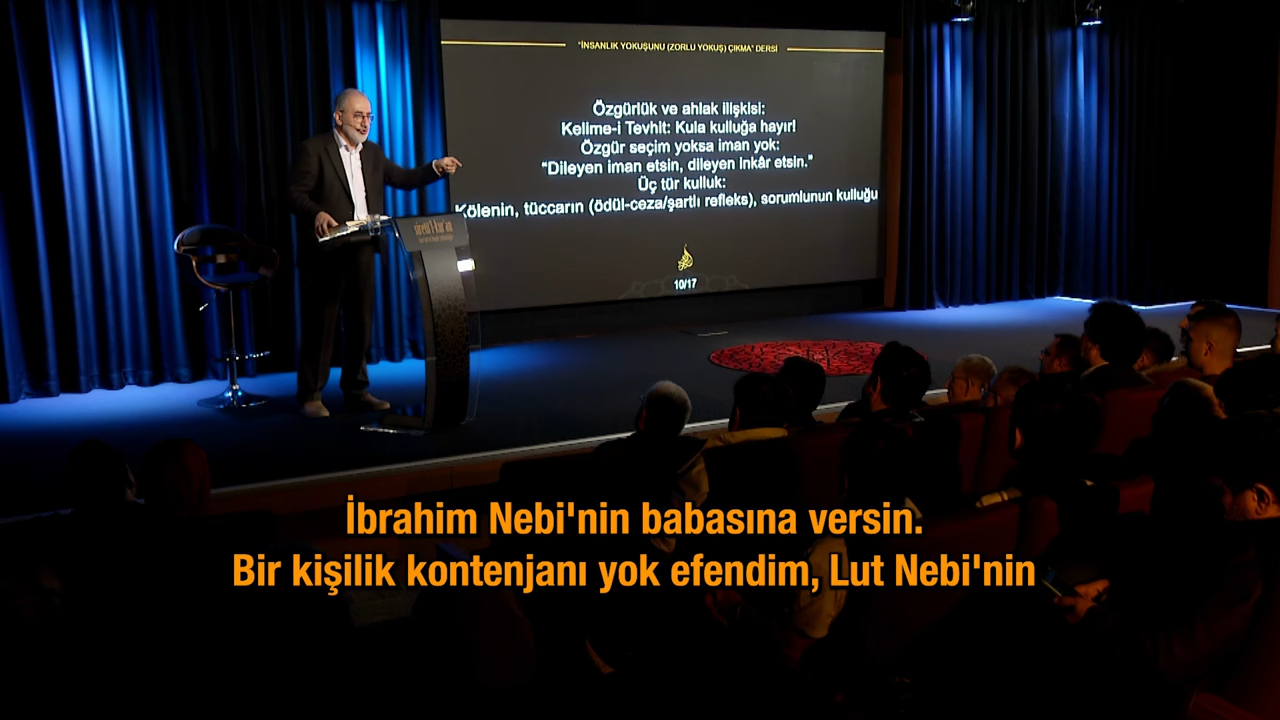 "İNSANLIK YOKUŞUNU (ZORLU YOKUŞ) ÇIKMA" DERSİ
Özgürlük ve ahlak ilişkisi:
Kelime-i Tevhit: Kula kulluğa hayır!
Özgür seçim yoksa iman yok:
"Dileyen iman etsin, dileyen inkâr etsin."
Üç tür kulluk:
Kölenin, tüccarın (ödül-ceza/şartlı refleks), sorumlunun kulluğu
10/17
İbrahim Nebi'nin babasına versin.
Bir kişilik kontenjanı yok efendim, Lut Nebi'nin